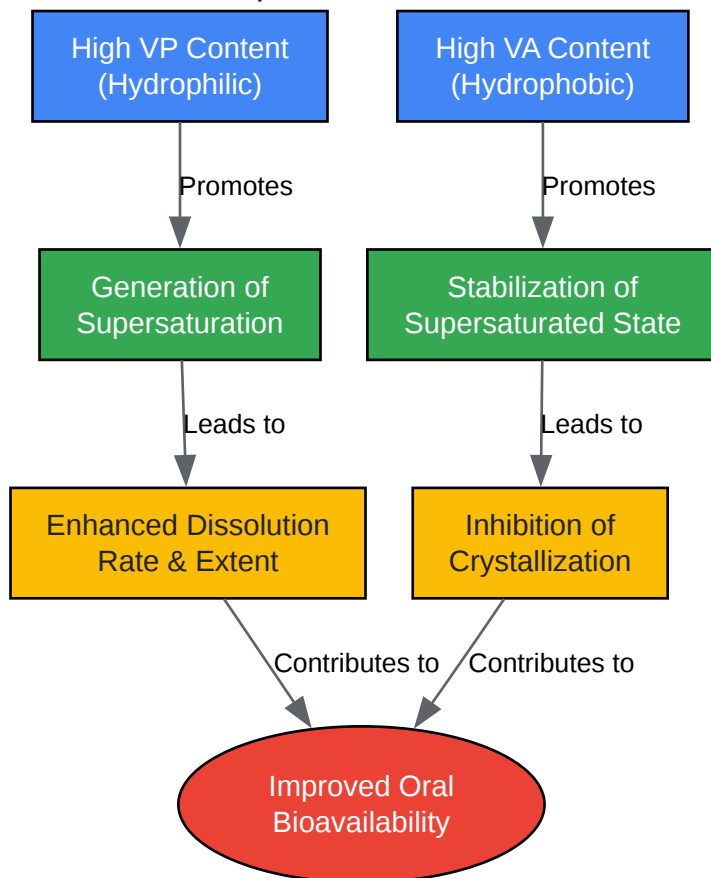 High VP Content
(Hydrophilic)
High VA Content
(Hydrophobic)
Promotes
Promotes
Generation of
Supersaturation
Stabilization of
Supersaturated State
Leads to
Leads to
Enhanced Dissolution
Rate & Extent
Inhibition of
Crystallization
Contributes to
Contributes to
Improved Oral
Bioavailability